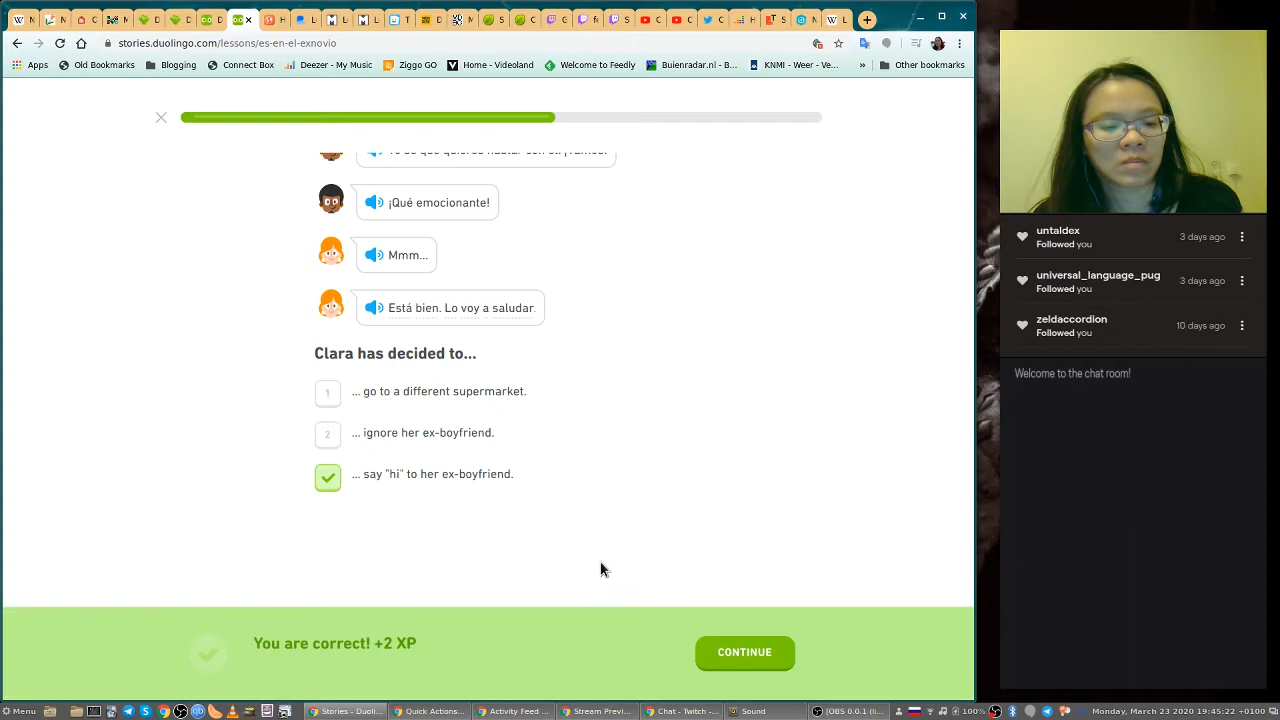 stories.duolingo.com/lessons/es-en-el-exnovio
Apps
Old Bookmarks
Blogging
Connect Box
Deezer - My Music
Ziggo GO
Home - Videoland
Welcome to Feedly
Buienradar.nl - B...
KNMI - Weer - Ve...
»
Other bookmarks
¡Qué emocionante!
Mmm...
Está bien. Lo voy a saludar.
Clara has decided to...
1 ... go to a different supermarket.
2 ... ignore her ex-boyfriend.
... say "hi" to her ex-boyfriend.
You are correct! +2 XP
CONTINUE
untaldex
Followed you
3 days ago
universal_language_pug
Followed you
3 days ago
zeldaccordion
Followed you
10 days ago
Welcome to the chat room!
Menu
Stories - Duoli...
Quick Actions...
Activity Feed ...
Stream Previ...
Chat - Twitch -...
Sound
100%
Monday, March 23 2020 19:45:22 +0100